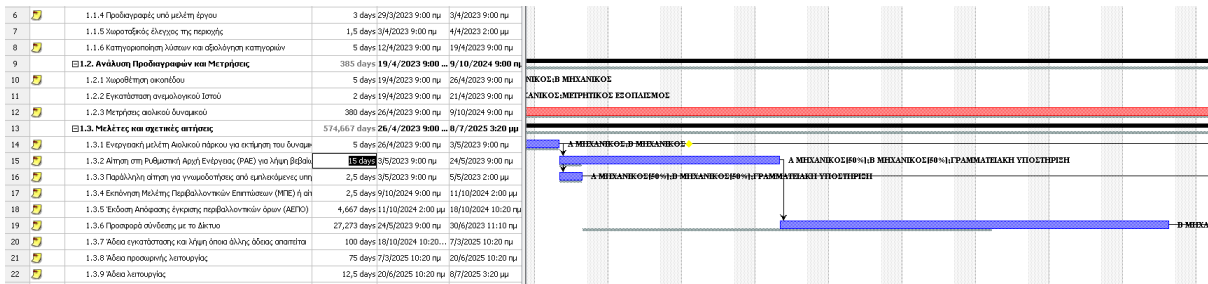 6 1.1.4 Προδιαγραφές υπό μελέτη έργου 3 days 29/3/2023 9:00 πμ 3/4/2023 9:00 πμ
7 1.1.5 Χωροταξικός έλεγχος της περιοχής 1,5 days 3/4/2023 9:00 πμ 4/4/2023 2:00 μμ
8 1.1.6 Κατηγοριοποίηση λύσεων και αξιολόγηση κατηγοριών 5 days 12/4/2023 9:00 πμ 19/4/2023 9:00 πμ
9 1.2. Ανάλυση Προδιαγραφών και Μετρήσεις 385 days 19/4/2023 9:00 ... 9/10/2024 9:00 πμ
10 1.2.1 Χωροθέτηση οικοπέδου 5 days 19/4/2023 9:00 πμ 26/4/2023 9:00 πμ ΝΙΚΟΣ;Β ΜΗΧΑΝΙΚΟΣ
11 1.2.2 Εγκατάσταση ανεμολογικού Ιστού 2 days 19/4/2023 9:00 πμ 21/4/2023 9:00 πμ ΑΝΙΚΟΣ;ΜΕΤΡΗΤΙΚΟΣ ΕΞΟΠΛΙΣΜΟΣ
12 1.2.3 Μετρήσεις αιολικού δυναμικού 380 days 26/4/2023 9:00 πμ 9/10/2024 9:00 πμ
13 1.3. Μελέτες και σχετικές αιτήσεις 574,667 days 26/4/2023 9:00 ... 8/7/2025 3:20 μμ
14 1.3.1 Ενεργειακή μελέτη Αιολικού πάρκου για εκτίμηση του δυναμι 5 days 26/4/2023 9:00 πμ 3/5/2023 9:00 πμ Α ΜΗΧΑΝΙΚΟΣ;Β ΜΗΧΑΝΙΚΟΣ
15 1.3.2 Αίτηση στη Ρυθμιστική Αρχή Ενέργειας (ΡΑΕ) για λήψη βεβαίω 15 days 3/5/2023 9:00 πμ 24/5/2023 9:00 πμ Α ΜΗΧΑΝΙΚΟΣ[50%];Β ΜΗΧΑΝΙΚΟΣ[50%];ΓΡΑΜΜΑΤΕΙΑΚΗ ΥΠΟΣΤΗΡΙΞΗ
16 1.3.3 Παράλληλη αίτηση για γνωμοδοτήσεις από εμπλεκόμενες υπη 2,5 days 3/5/2023 9:00 πμ 5/5/2023 2:00 μμ Α ΜΗΧΑΝΙΚΟΣ[50%];Β ΜΗΧΑΝΙΚΟΣ[50%];ΓΡΑΜΜΑΤΕΙΑΚΗ ΥΠΟΣΤΗΡΙΞΗ
17 1.3.4 Εκπόνηση Μελέτης Περιβαλλοντικών Επιπτώσεων (ΜΠΕ) ή αίτ 2,5 days 9/10/2024 9:00 πμ 11/10/2024 2:00 μμ
18 1.3.5 Έκδοση Απόφασης έγκρισης περιβαλλοντικών όρων (ΑΕΠΟ) 4,667 days 11/10/2024 2:00 μμ 18/10/2024 10:20 πμ
19 1.3.6 Προσφορά σύνδεσης με το Δίκτυο 27,273 days 24/5/2023 9:00 πμ 30/6/2023 11:10 πμ Β ΜΗΧΑ
20 1.3.7 Άδεια εγκατάστασης και λήψη όποια άλλης άδειας απαιτείται 100 days 18/10/2024 10:20... 7/3/2025 10:20 πμ
21 1.3.8 Άδεια προσωρινής λειτουργίας 75 days 7/3/2025 10:20 πμ 20/6/2025 10:20 πμ
22 1.3.9 Άδεια λειτουργίας 12,5 days 20/6/2025 10:20 πμ 8/7/2025 3:20 μμ